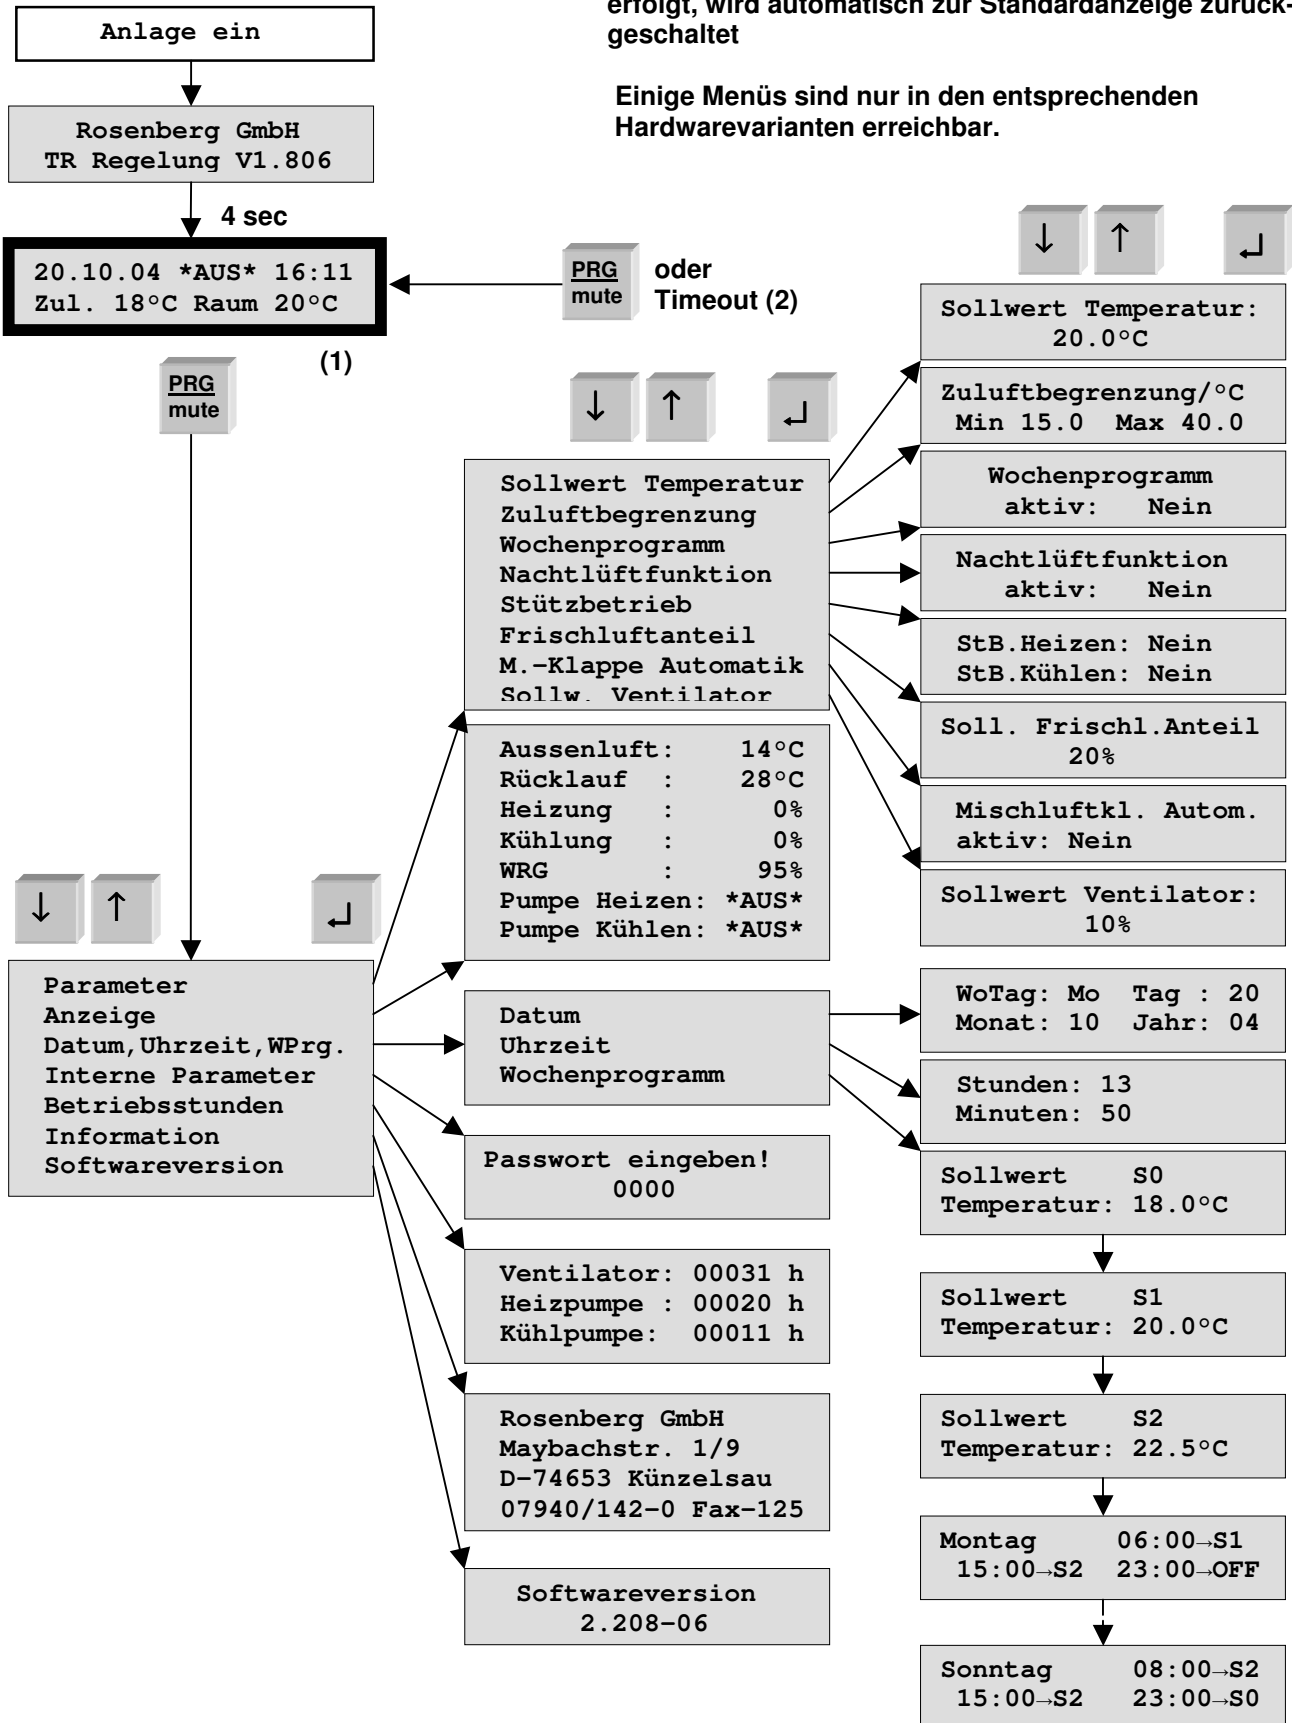 erfolgt, wird automatisch zur Standardanzeige zurück-
geschaltet
Einige Menüs sind nur in den entsprechenden
Hardwarevarianten erreichbar.
Anlage ein
Rosenberg GmbH
TR Regelung V1.806
4 sec
20.10.04 *AUS* 16:11
Zul. 18°C Raum 20°C
(1)
PRG
mute
oder
Timeout (2)
PRG
mute
↓ ↑ ↵
Parameter
Anzeige
Datum,Uhrzeit,WPrg.
Interne Parameter
Betriebsstunden
Information
Softwareversion
↓ ↑ ↵
Sollwert Temperatur
Zuluftbegrenzung
Wochenprogramm
Nachtlüftfunktion
Stützbetrieb
Frischluftanteil
M.-Klappe Automatik
Sollw. Ventilator
Aussenluft: 14°C
Rücklauf : 28°C
Heizung : 0%
Kühlung : 0%
WRG : 95%
Pumpe Heizen: *AUS*
Pumpe Kühlen: *AUS*
Datum
Uhrzeit
Wochenprogramm
Passwort eingeben!
0000
Ventilator: 00031 h
Heizpumpe : 00020 h
Kühlpumpe: 00011 h
Rosenberg GmbH
Maybachstr. 1/9
D-74653 Künzelsau
07940/142-0 Fax-125
Softwareversion
2.208-06
↓ ↑ ↵
Sollwert Temperatur:
20.0°C
Zuluftbegrenzung/°C
Min 15.0 Max 40.0
Wochenprogramm
aktiv: Nein
Nachtlüftfunktion
aktiv: Nein
StB.Heizen: Nein
StB.Kühlen: Nein
Soll. Frischl.Anteil
20%
Mischluftkl. Autom.
aktiv: Nein
Sollwert Ventilator:
10%
WoTag: Mo Tag : 20
Monat: 10 Jahr: 04
Stunden: 13
Minuten: 50
Sollwert S0
Temperatur: 18.0°C
Sollwert S1
Temperatur: 20.0°C
Sollwert S2
Temperatur: 22.5°C
Montag 06:00→S1
15:00→S2 23:00→OFF
Sonntag 08:00→S2
15:00→S2 23:00→S0